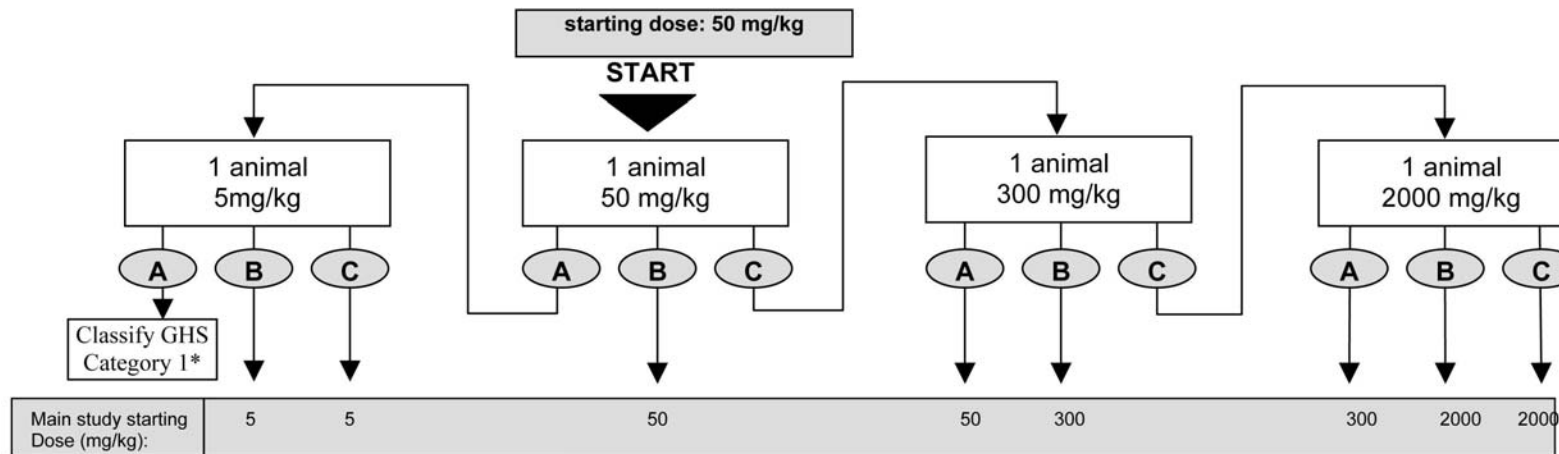 starting dose: 50 mg/kg
START
1 animal
5mg/kg
1 animal
50 mg/kg
1 animal
300 mg/kg
1 animal
2000 mg/kg
A B C A B C A B C A B C
Classify GHS
Category 1*
Main study starting 5 5 50 50 300 300 2000 2000
Dose (mg/kg):